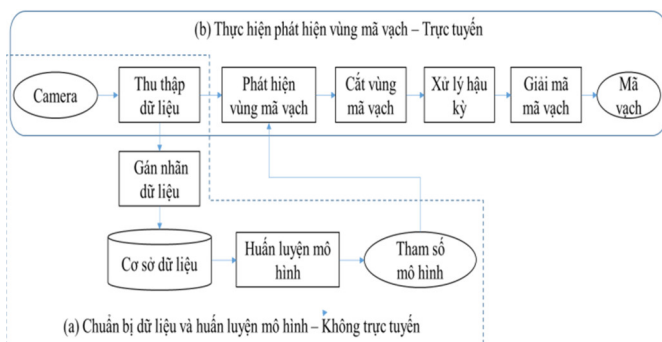 (b) Thực hiện phát hiện vùng mã vạch – Trực tuyến
Camera
Thu thập
dữ liệu
Phát hiện
vùng mã vạch
Cắt vùng
mã vạch
Xử lý hậu
kỳ
Giải mã
mã vạch
Mã
vạch
Gán nhãn
dữ liệu
Cơ sở dữ liệu
Huấn luyện mô
hình
Tham số
mô hình
(a) Chuẩn bị dữ liệu và huấn luyện mô hình – Không trực tuyến